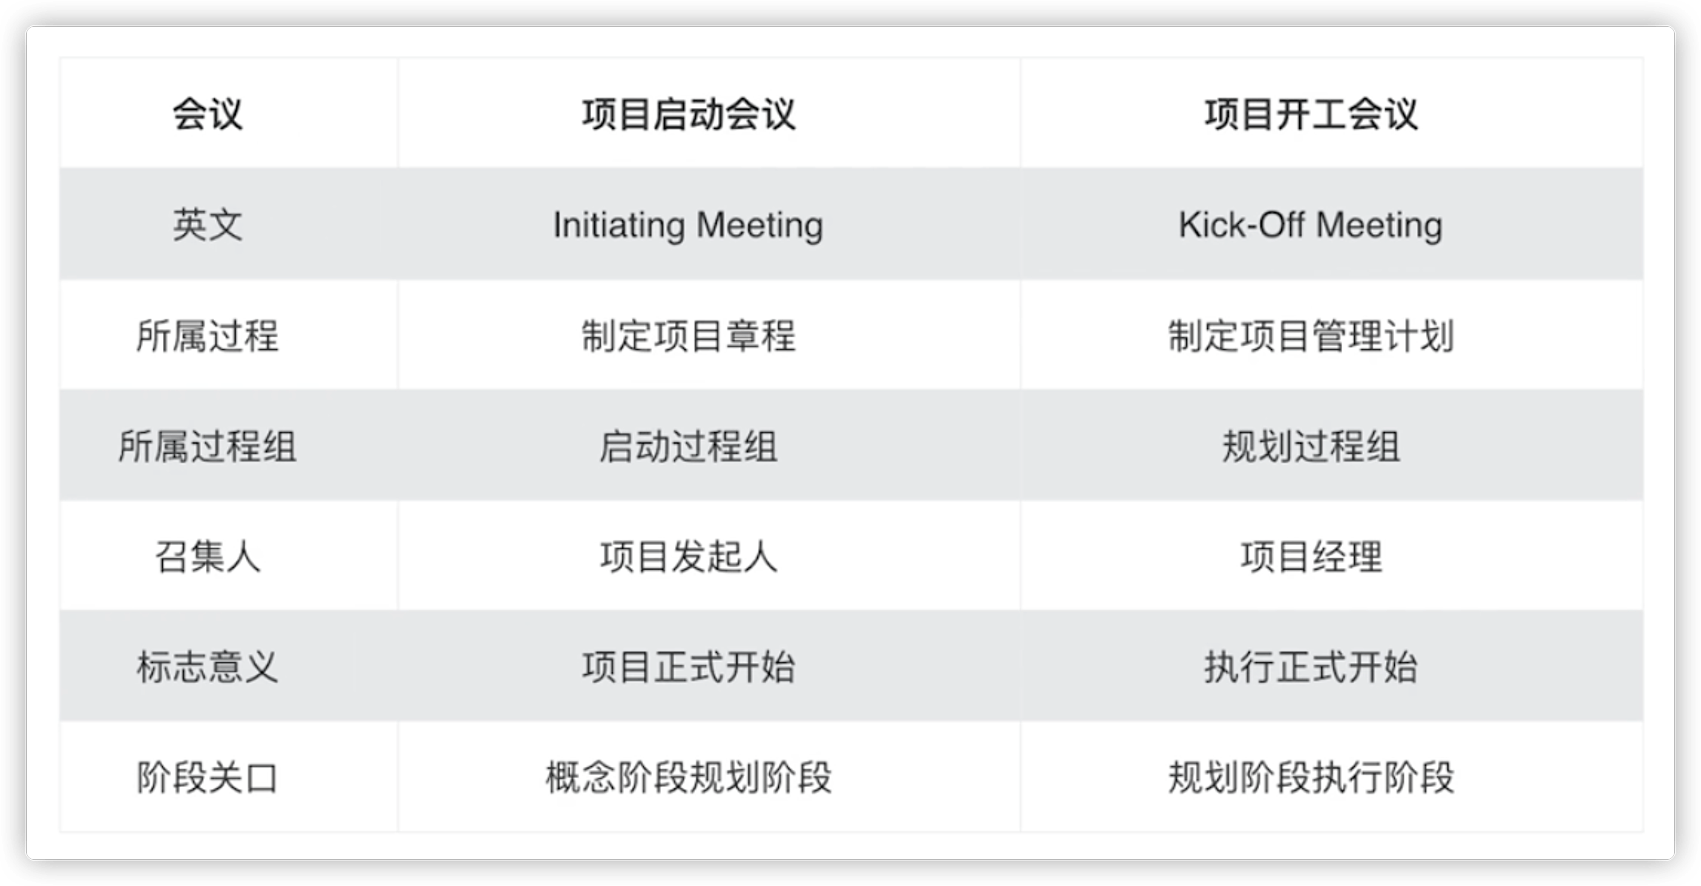 会议 项目启动会议 项目开工会议
英文 Initiating Meeting Kick-Off Meeting
所属过程 制定项目章程 制定项目管理计划
所属过程组 启动过程组 规划过程组
召集人 项目发起人 项目经理
标志意义 项目正式开始 执行正式开始
阶段关口 概念阶段规划阶段 规划阶段执行阶段